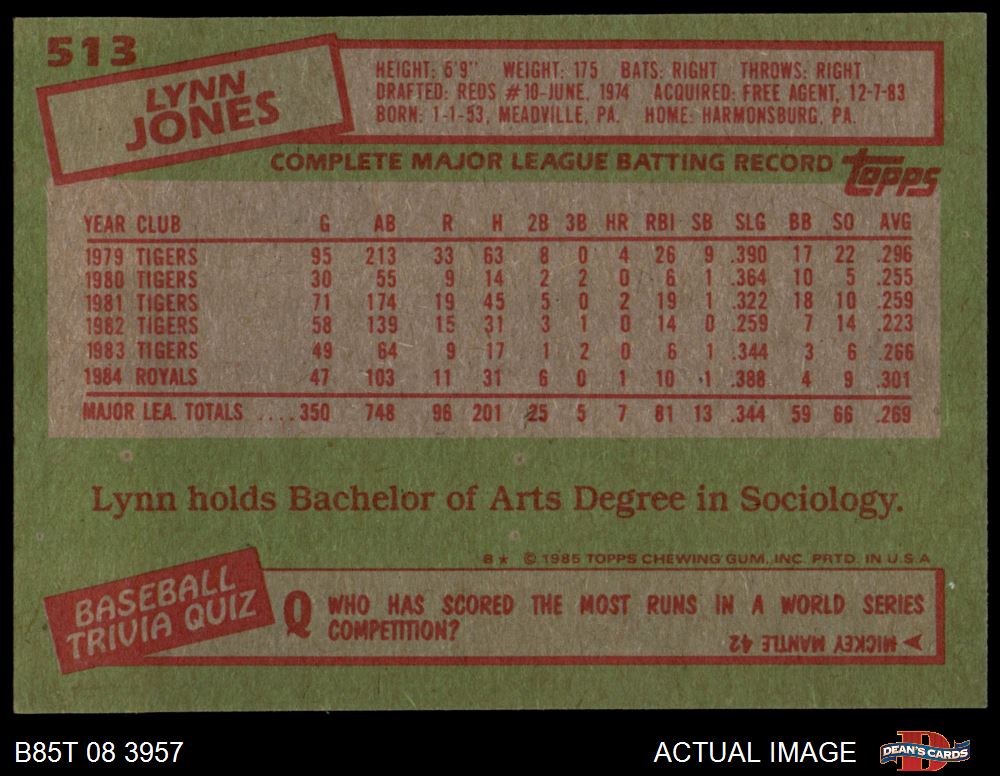 513
LYNN
JONES
HEIGHT: 5'9" WEIGHT: 175 BATS: RIGHT THROWS: RIGHT
DRAFTED: REDS #10-JUNE, 1974 ACQUIRED: FREE AGENT, 12-7-83
BORN: 1-1-53, MEADVILLE, PA. HOME: HARMONSBURG, PA.
COMPLETE MAJOR LEAGUE BATTING RECORD topps
YEAR CLUB G AB R H 2B 3B HR RBI SB SLG BB SO AVG
1979 TIGERS 95 213 33 63 8 0 4 26 9 .390 17 22 .296
1980 TIGERS 30 55 9 14 2 2 0 6 1 .364 10 5 .255
1981 TIGERS 71 174 19 45 5 0 2 19 1 .322 18 10 .259
1982 TIGERS 58 139 15 31 3 1 0 14 0 .259 7 14 .223
1983 TIGERS 49 64 9 17 1 2 0 6 1 .344 3 6 .266
1984 ROYALS 47 103 11 31 6 0 1 10 1 .388 4 9 .301
MAJOR LEA. TOTALS ....350 748 96 201 25 5 7 81 13 .344 59 66 .269
Lynn holds Bachelor of Arts Degree in Sociology.
B★ © 1985 TOPPS CHEWING GUM, INC. PRTD. IN U.S.A
BASEBALL
TRIVIA QUIZ
Q WHO HAS SCORED THE MOST RUNS IN A WORLD SERIES
COMPETITION?
MICKEY MANTLE 42
B85T 08 3957
ACTUAL IMAGE
D
DEAN'S CARDS